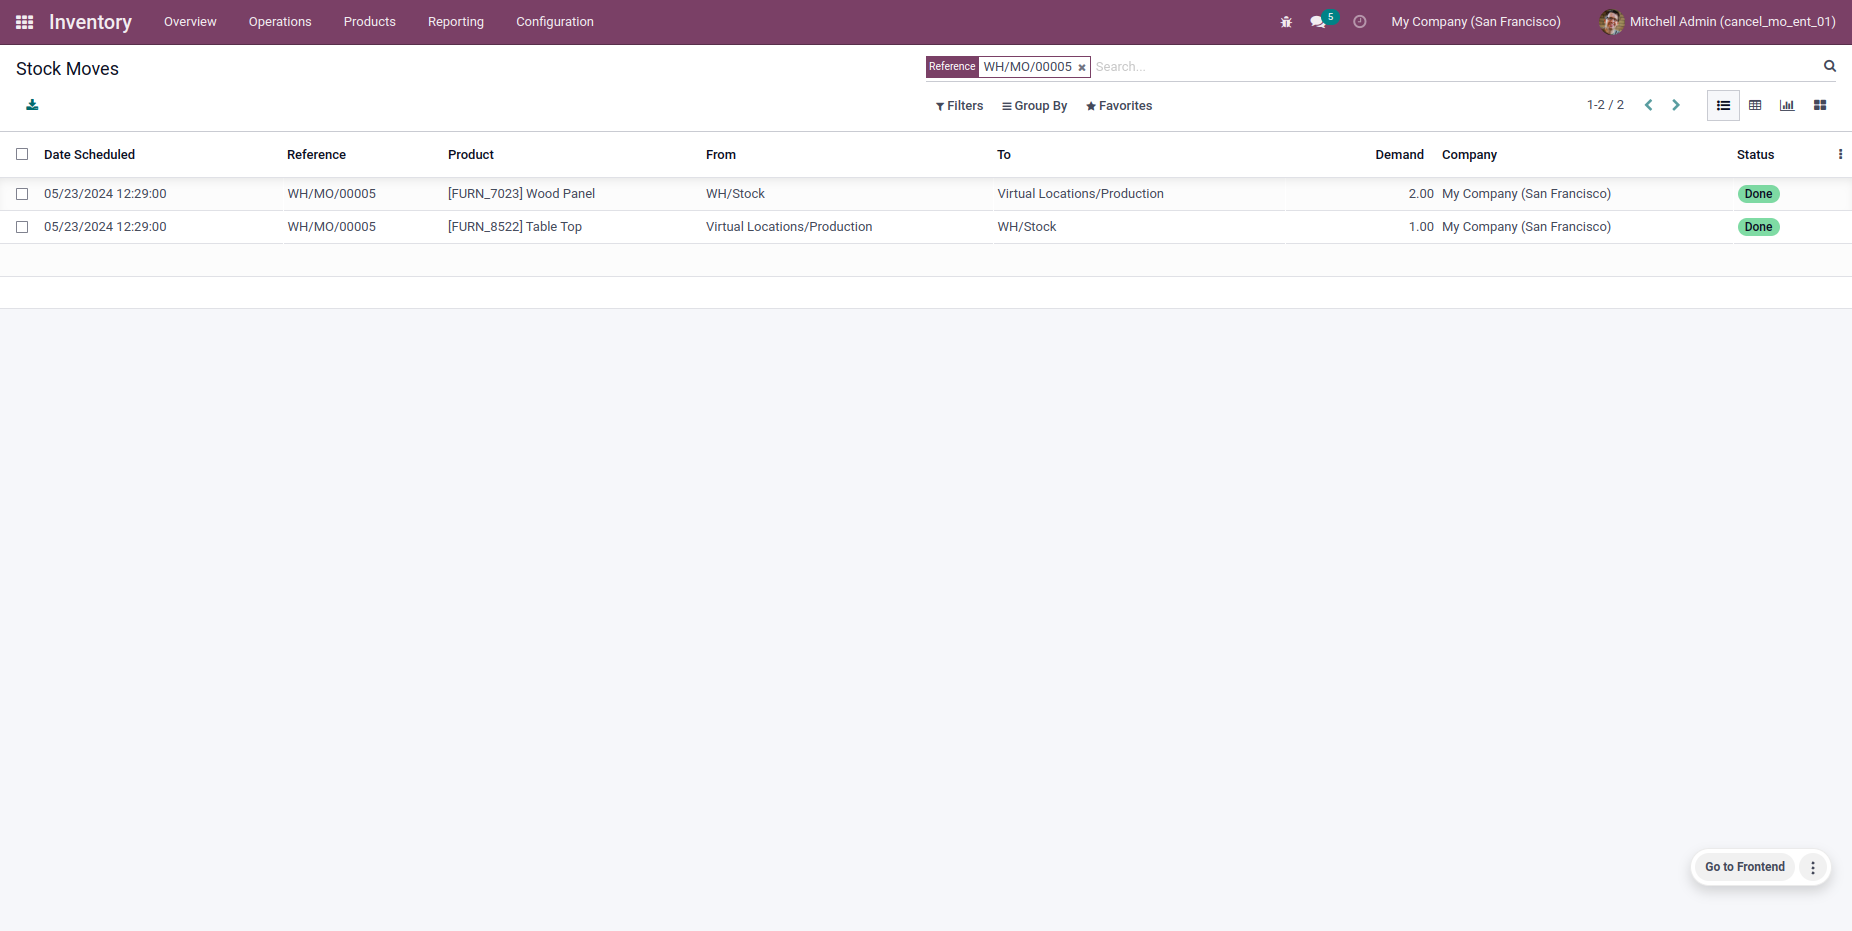 Inventory Overview Operations Products Reporting Configuration 5 My Company (San Francisco) Mitchell Admin (cancel_mo_ent_01)
Stock Moves Reference WH/MO/00005 Search...
Filters Group By Favorites 1-2 / 2
Date Scheduled Reference Product From To Demand Company Status
05/23/2024 12:29:00 WH/MO/00005 [FURN_7023] Wood Panel WH/Stock Virtual Locations/Production 2.00 My Company (San Francisco) Done
05/23/2024 12:29:00 WH/MO/00005 [FURN_8522] Table Top Virtual Locations/Production WH/Stock 1.00 My Company (San Francisco) Done
Go to Frontend